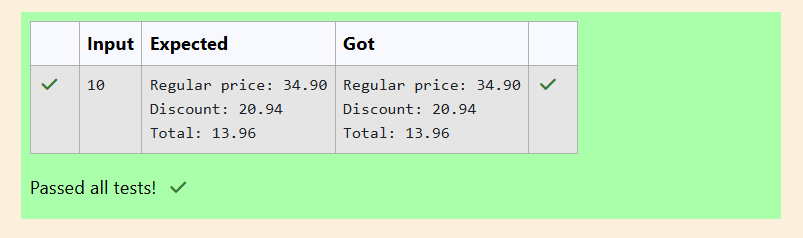 Input Expected Got
10 Regular price: 34.90 Regular price: 34.90
Discount: 20.94 Discount: 20.94
Total: 13.96 Total: 13.96
Passed all tests!